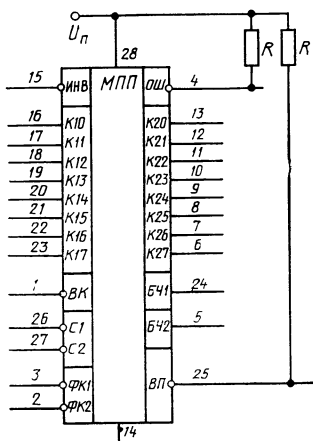 Uп
28
R
R
15 ИНВ МПП ОШ 4
16 К10 К20 13
17 К11 К21 12
18 К12 К22 11
19 К13 К23 10
20 К14 К24 9
21 К15 К25 8
22 К16 К26 7
23 К17 К27 6
1 ВК БЧ1 24
26 С1 БЧ2 5
27 С2
3 ФК1 ВП 25
2 ФК2
14